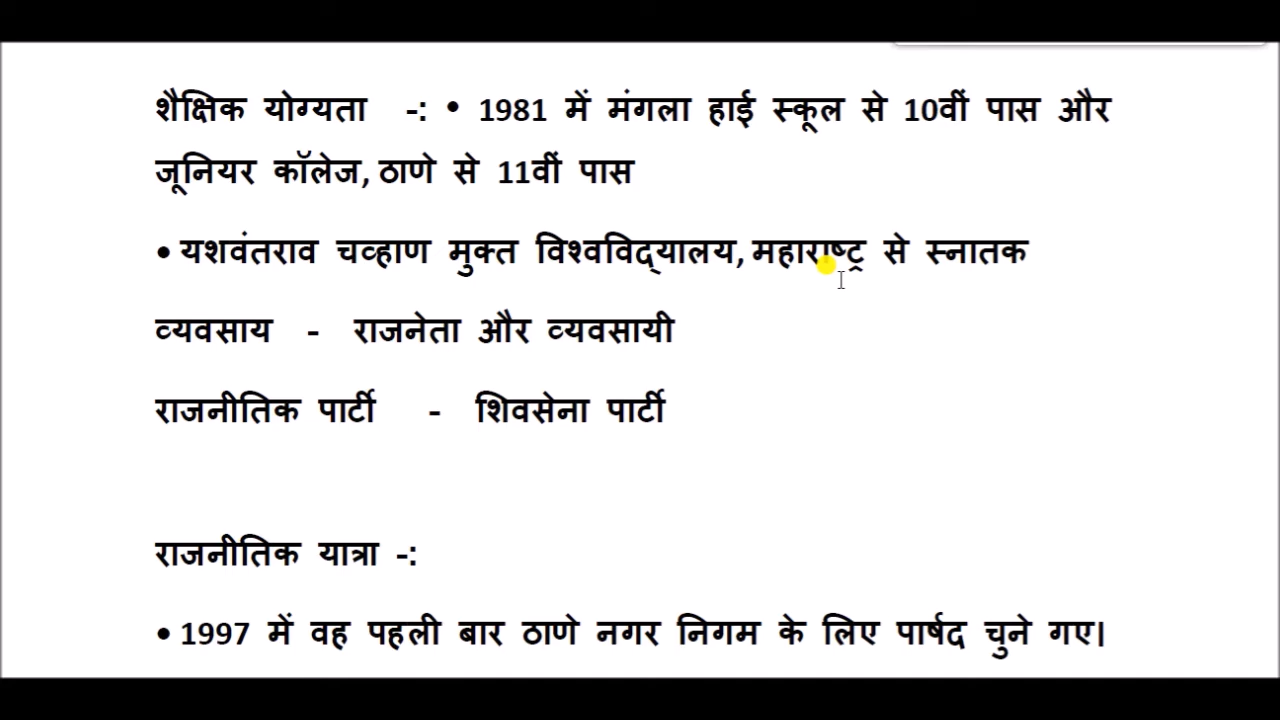 शैक्षिक योग्यता -: • 1981 में मंगला हाई स्कूल से 10वीं पास और
जूनियर कॉलेज, ठाणे से 11वीं पास
• यशवंतराव चव्हाण मुक्त विश्वविद्यालय, महाराष्ट्र से स्नातक
व्यवसाय - राजनेता और व्यवसायी
राजनीतिक पार्टी - शिवसेना पार्टी
राजनीतिक यात्रा -:
• 1997 में वह पहली बार ठाणे नगर निगम के लिए पार्षद चुने गए।